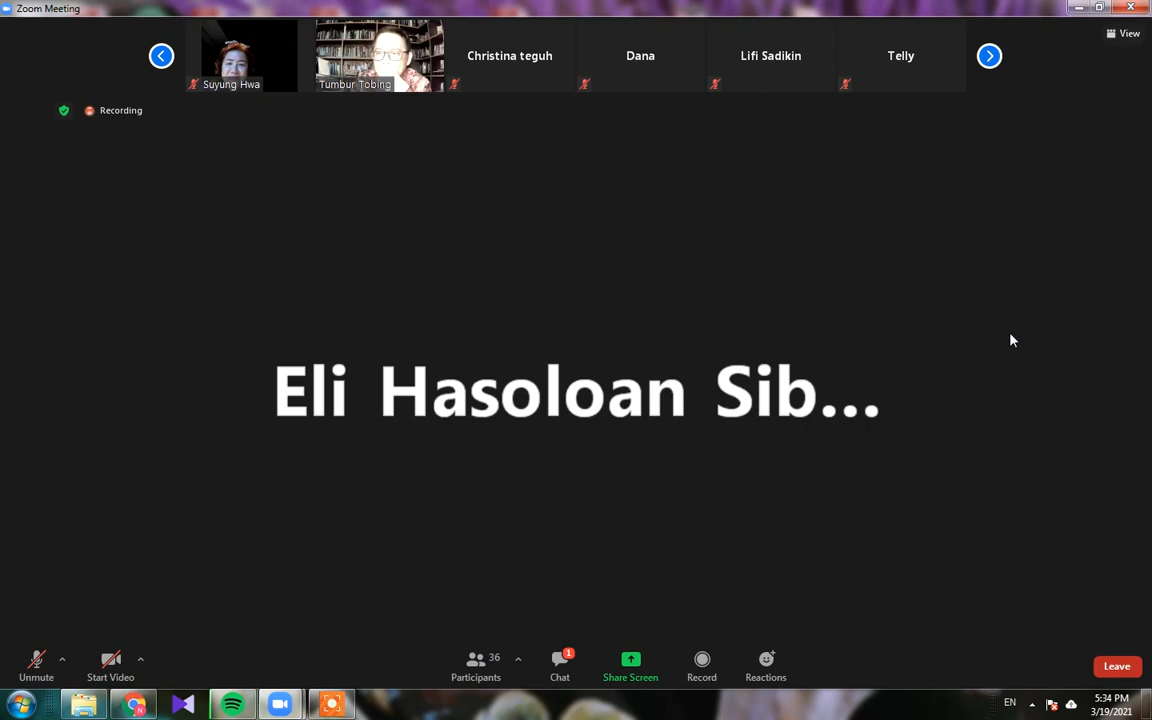 Zoom Meeting
View
Suyung Hwa
Tumbur Tobing
Christina teguh
Dana
Lifi Sadikin
Telly
Recording
Eli Hasoloan Sib...
36
1
Unmute
Start Video
Participants
Chat
Share Screen
Record
Reactions
Leave
EN
5:34 PM
3/19/2021